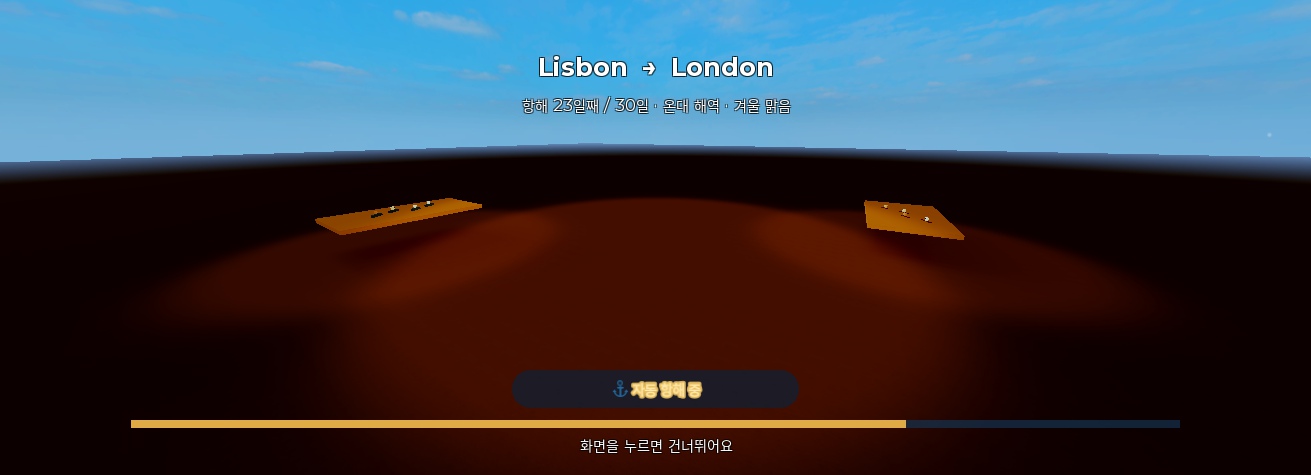 Lisbon → London
항해 23일째 / 30일 · 온대 해역 · 겨울 맑음
⚓ 자동 항해 중
화면을 누르면 건너뛰어요